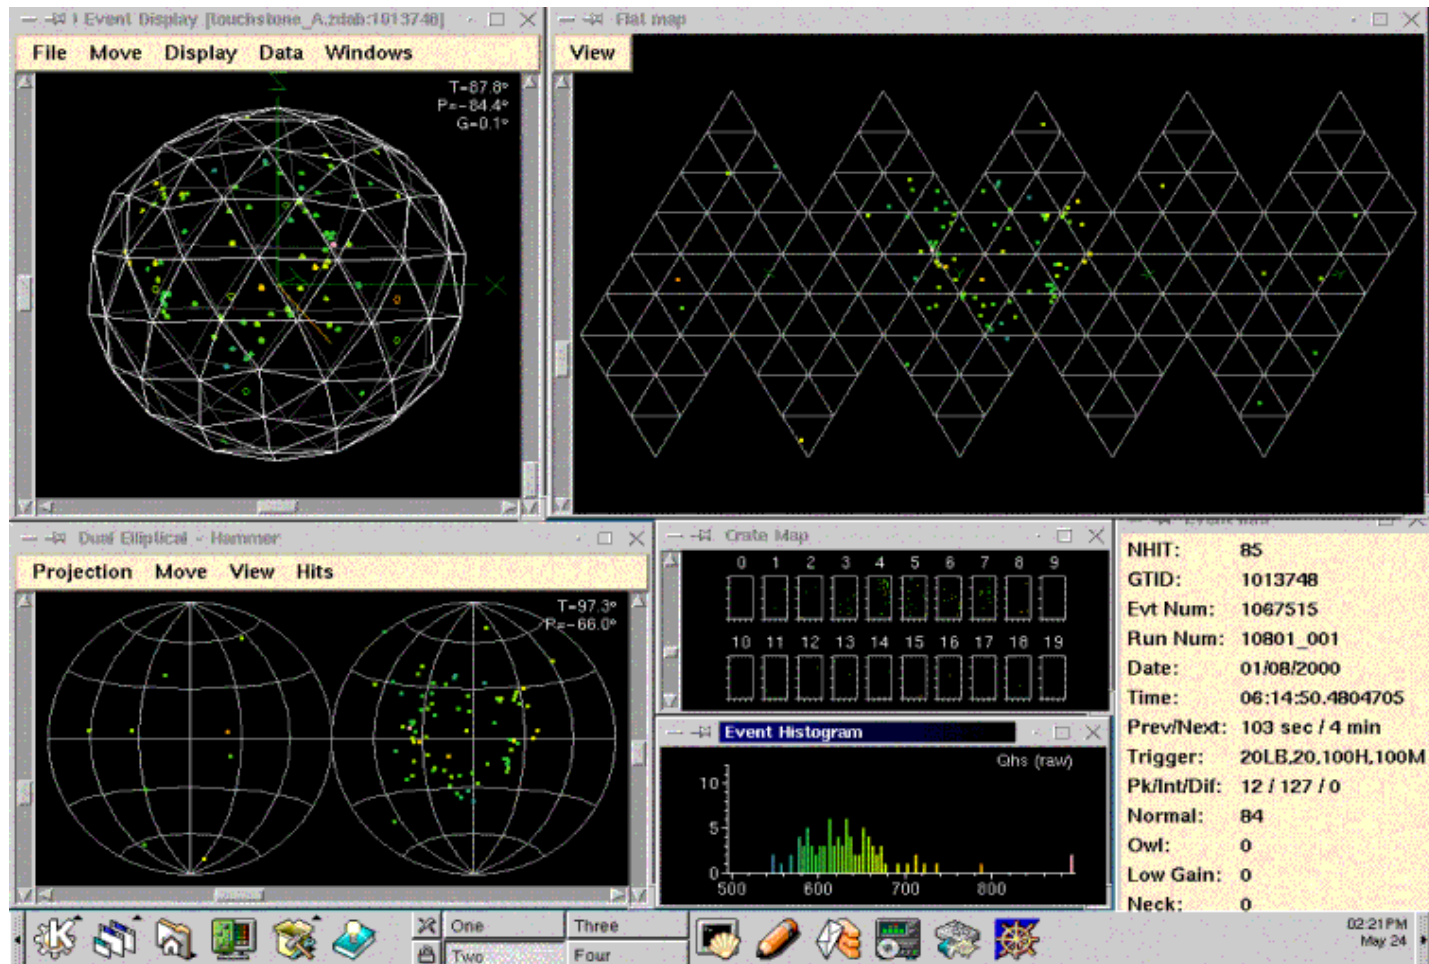 Event Display [touchstone_A.zdab:1013748]
File Move Display Data Windows
T=87.8°
P=-84.4°
G=0.1°
Z
X
Flat map
View
Dual Elliptical - Hammer
Projection Move View Hits
T=97.3°
P=-66.0°
Crate Map
0 1 2 3 4 5 6 7 8 9
10 11 12 13 14 15 16 17 18 19
Event Histogram
Qhs (raw)
10
5
0
500 600 700 800
NHIT: 85
GTID: 1013748
Evt Num: 1067515
Run Num: 10801_001
Date: 01/08/2000
Time: 06:14:50.4804705
Prev/Next: 103 sec / 4 min
Trigger: 20LB,20,100H,100M
Pk/Int/Dif: 12 / 127 / 0
Normal: 84
Owl: 0
Low Gain: 0
Neck: 0
K
One Three
Two Four
02:21PM
May 24